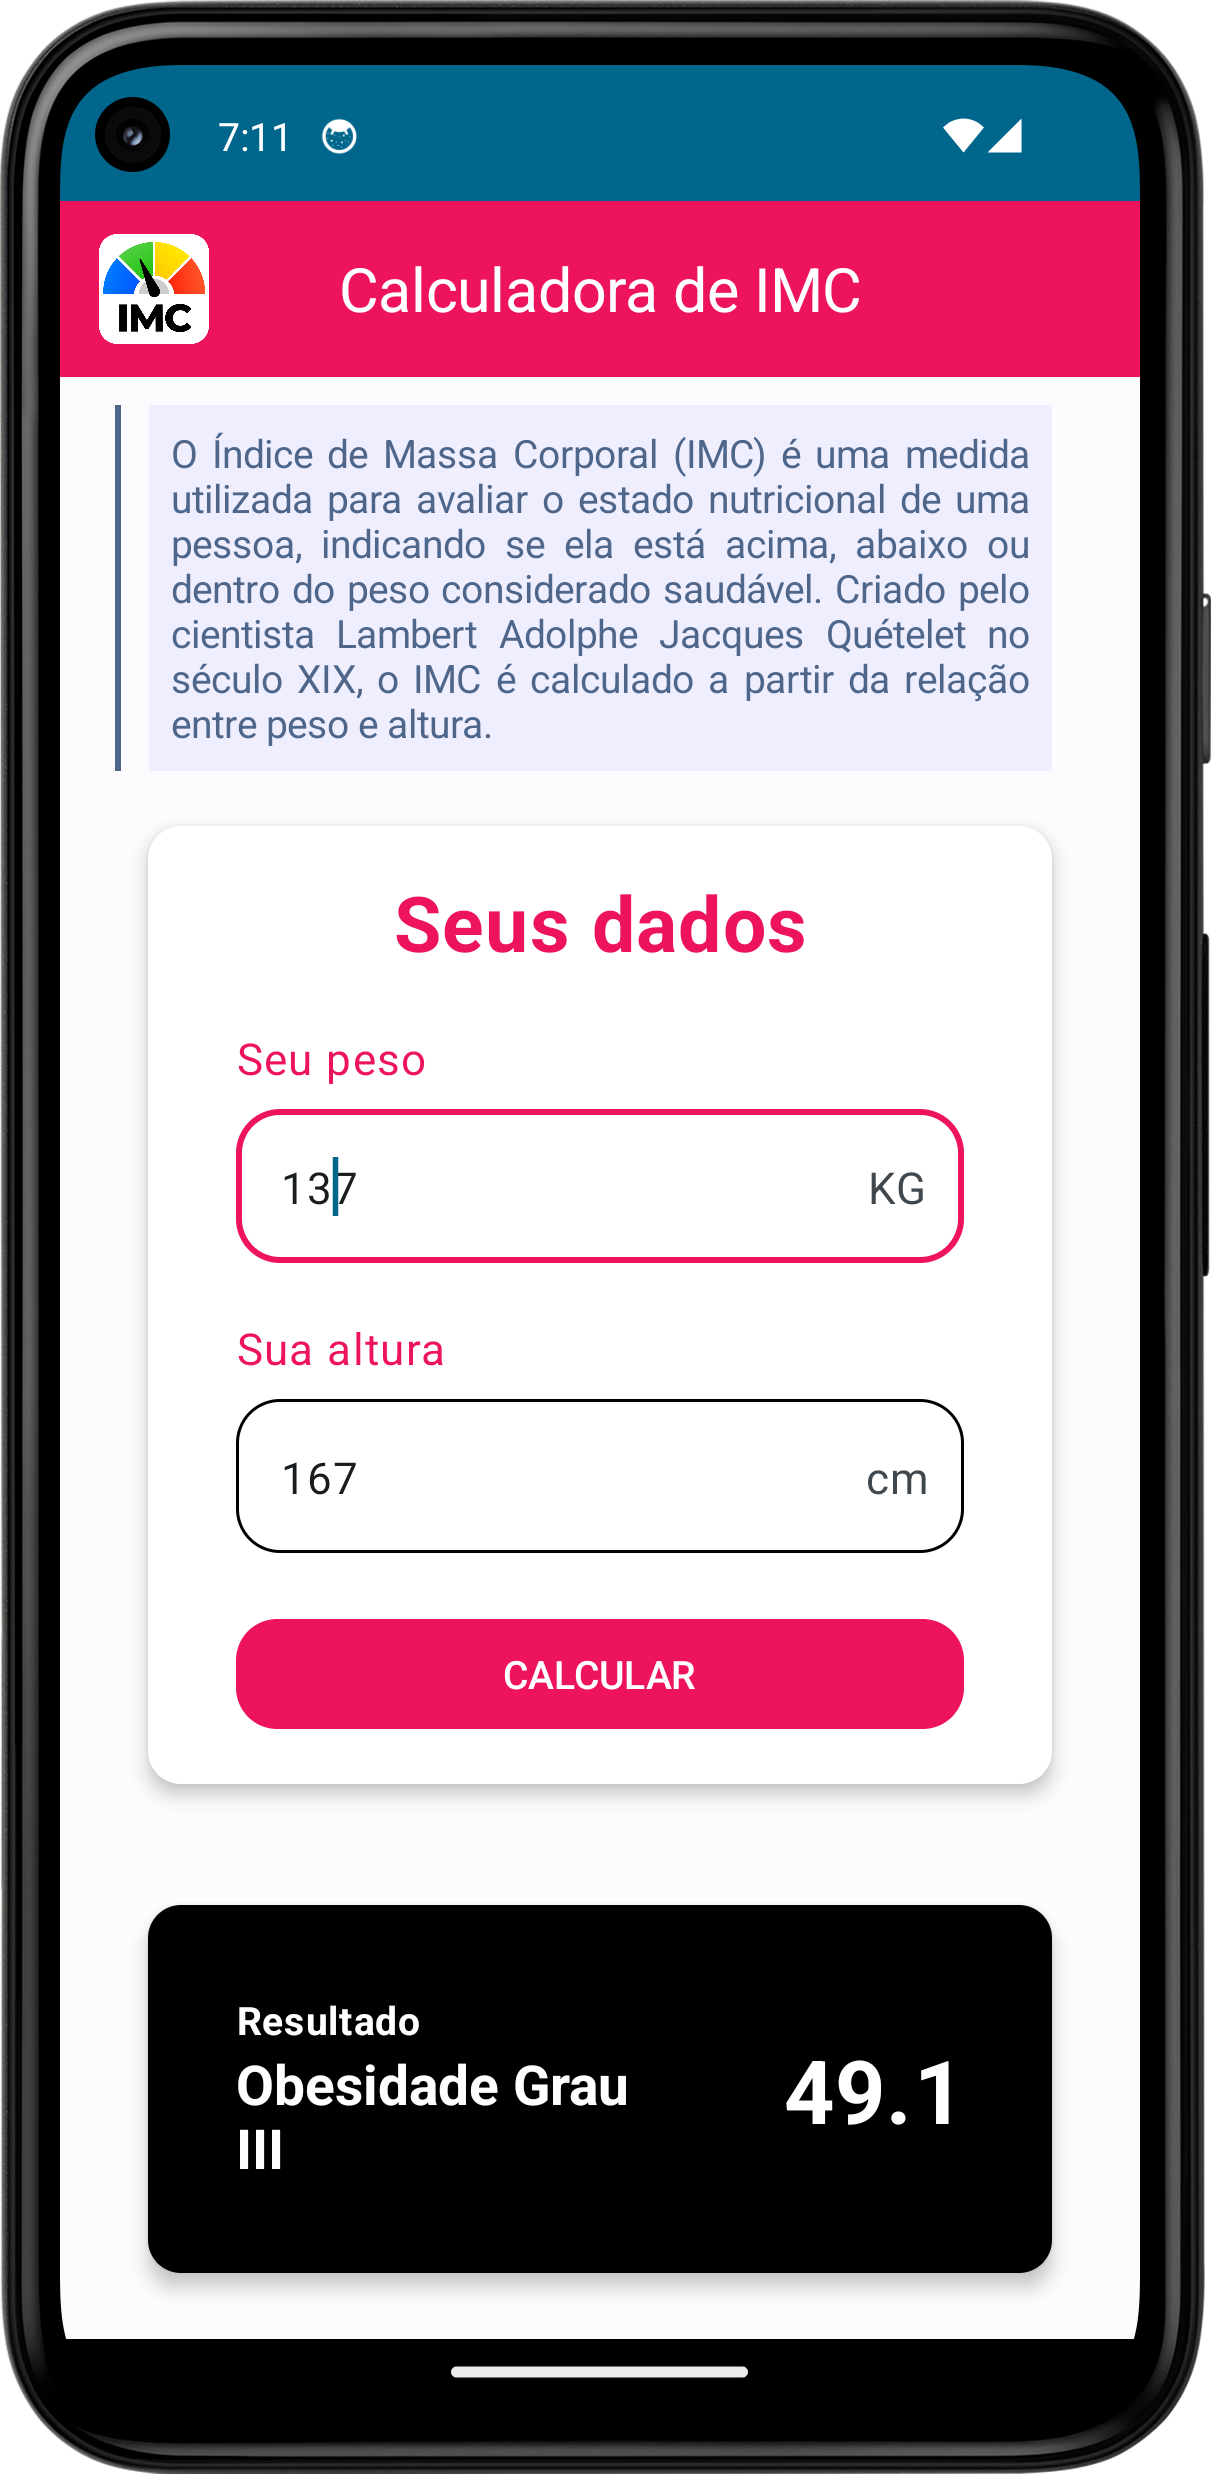 7:11
IMC
Calculadora de IMC
O Índice de Massa Corporal (IMC) é uma medida
utilizada para avaliar o estado nutricional de uma
pessoa, indicando se ela está acima, abaixo ou
dentro do peso considerado saudável. Criado pelo
cientista Lambert Adolphe Jacques Quételet no
século XIX, o IMC é calculado a partir da relação
entre peso e altura.
Seus dados
Seu peso
137 KG
Sua altura
167 cm
CALCULAR
Resultado
Obesidade Grau
III
49.1